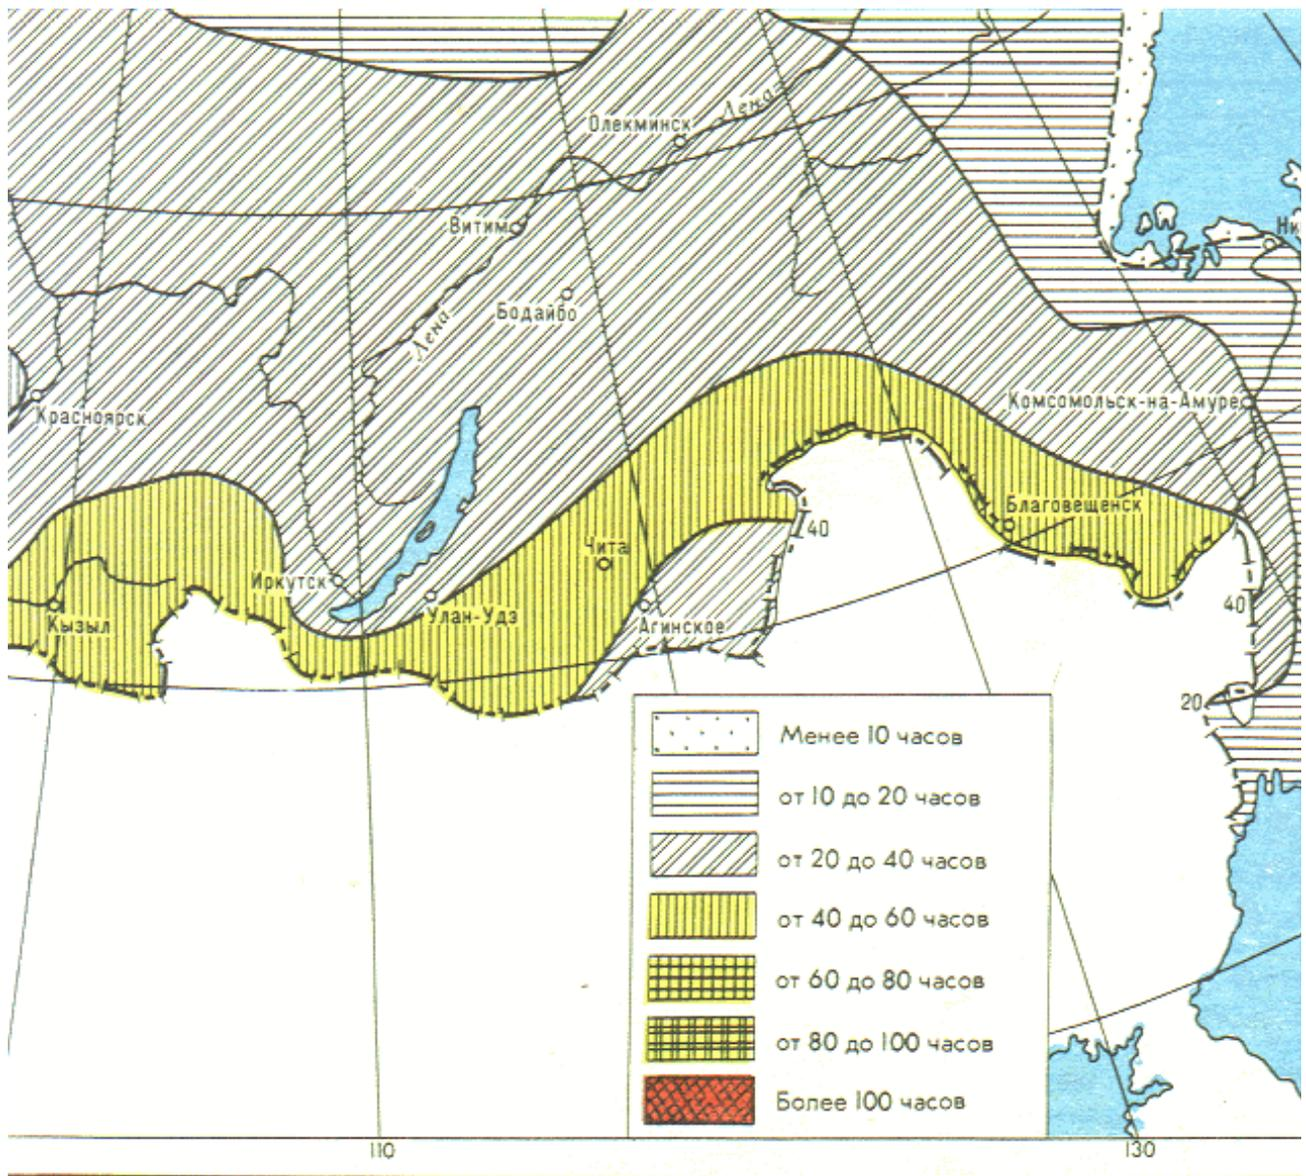 Лена
Олекминск
Витим
Ни
Бодайбо
Лена
Красноярск
Комсомольск-на-Амуре
Благовещенск
40
Чита
Иркутск
Улан-Удэ
Кызыл
Агинское
40
20
Менее 10 часов
от 10 до 20 часов
от 20 до 40 часов
от 40 до 60 часов
от 60 до 80 часов
от 80 до 100 часов
Более 100 часов
110
130